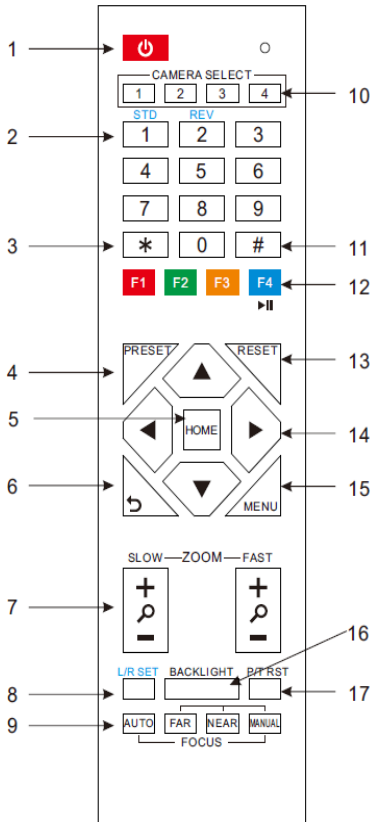 1
CAMERA SELECT
1 2 3 4
10
STD REV
2
1 2 3
4 5 6
7 8 9
3
* 0 #
11
F1 F2 F3 F4
12
PRESET RESET
13
4
5
HOME
14
6
MENU
15
SLOW ZOOM FAST
+ +
7
- -
16
L/R SET BACKLIGHT P/T RST
8
17
9
AUTO FAR NEAR MANUAL
FOCUS